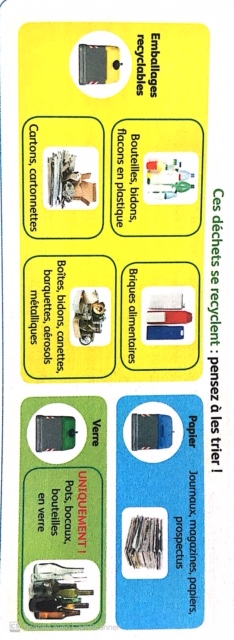 Ces déchets se recyclent : pensez à les trier !
Emballages
recyclables
Bouteilles, bidons,
flacons en plastique
Briques alimentaires
Cartons, cartonnettes
Boîtes, bidons, canettes,
barquettes, aérosols
métalliques
Papier
Journaux, magazines, papiers,
prospectus
Verre
UNIQUEMENT !
Pots, bocaux,
bouteilles
en verre